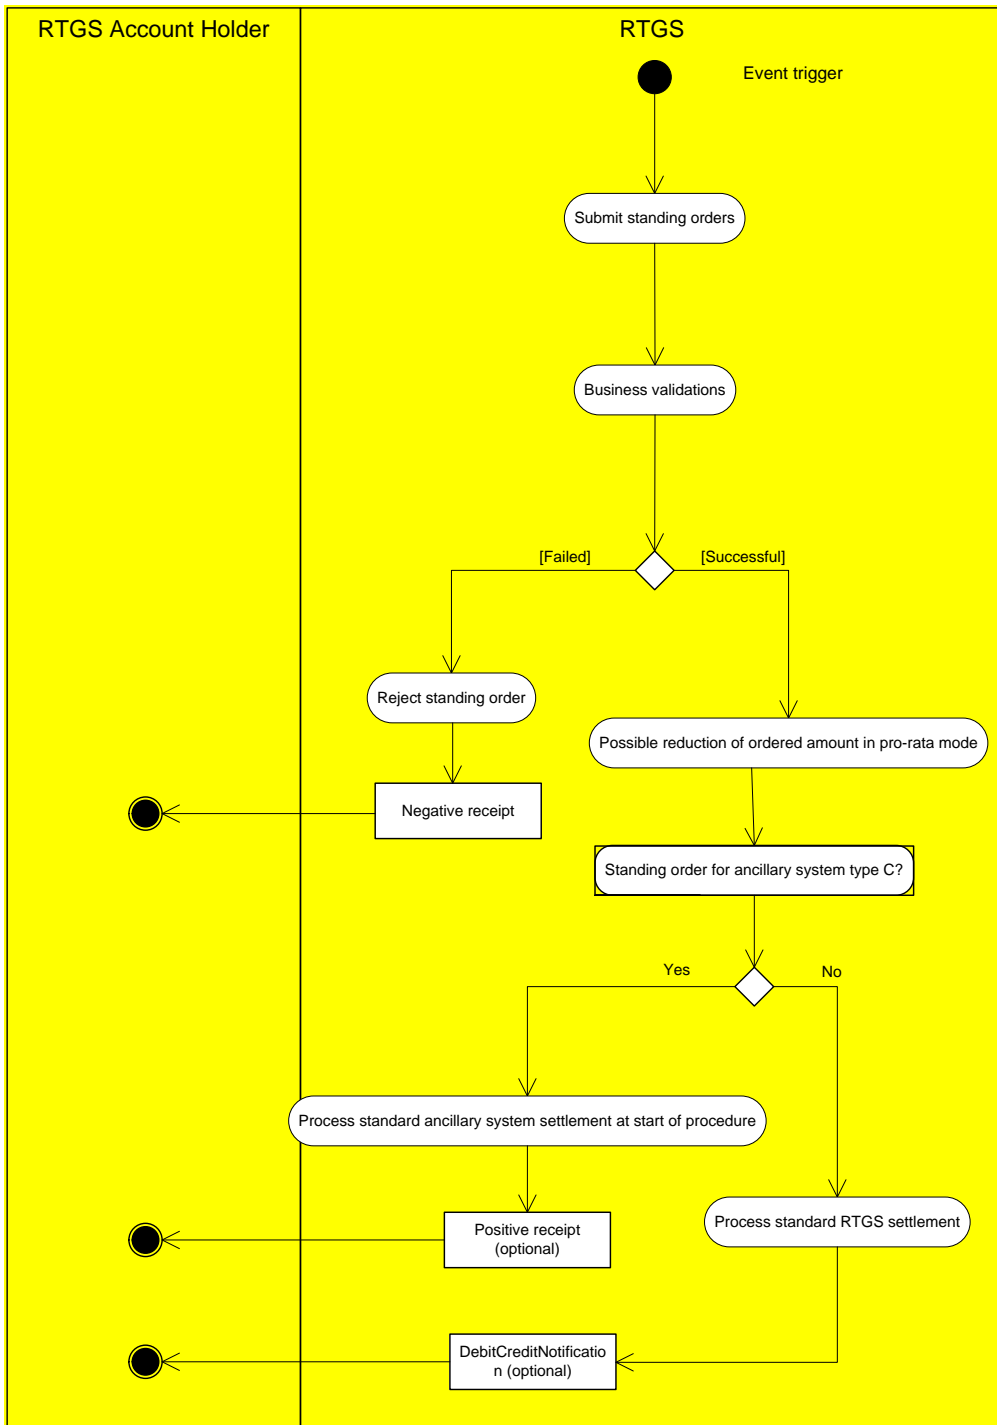 RTGS Account Holder
RTGS
Event trigger
Submit standing orders
Business validations
[Failed]
[Successful]
Reject standing order
Possible reduction of ordered amount in pro-rata mode
Negative receipt
Standing order for ancillary system type C?
Yes
No
Process standard ancillary system settlement at start of procedure
Process standard RTGS settlement
Positive receipt
(optional)
DebitCreditNotificatio
n (optional)